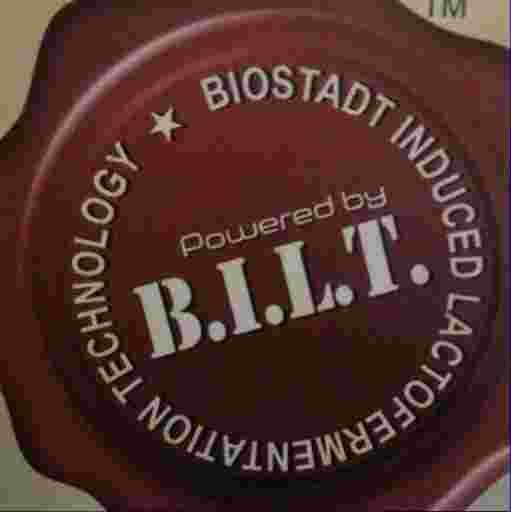 TM
BIOSTADT INDUCED LACTOFERMENTATION TECHNOLOGY ★
Powered by
B.I.L.T.